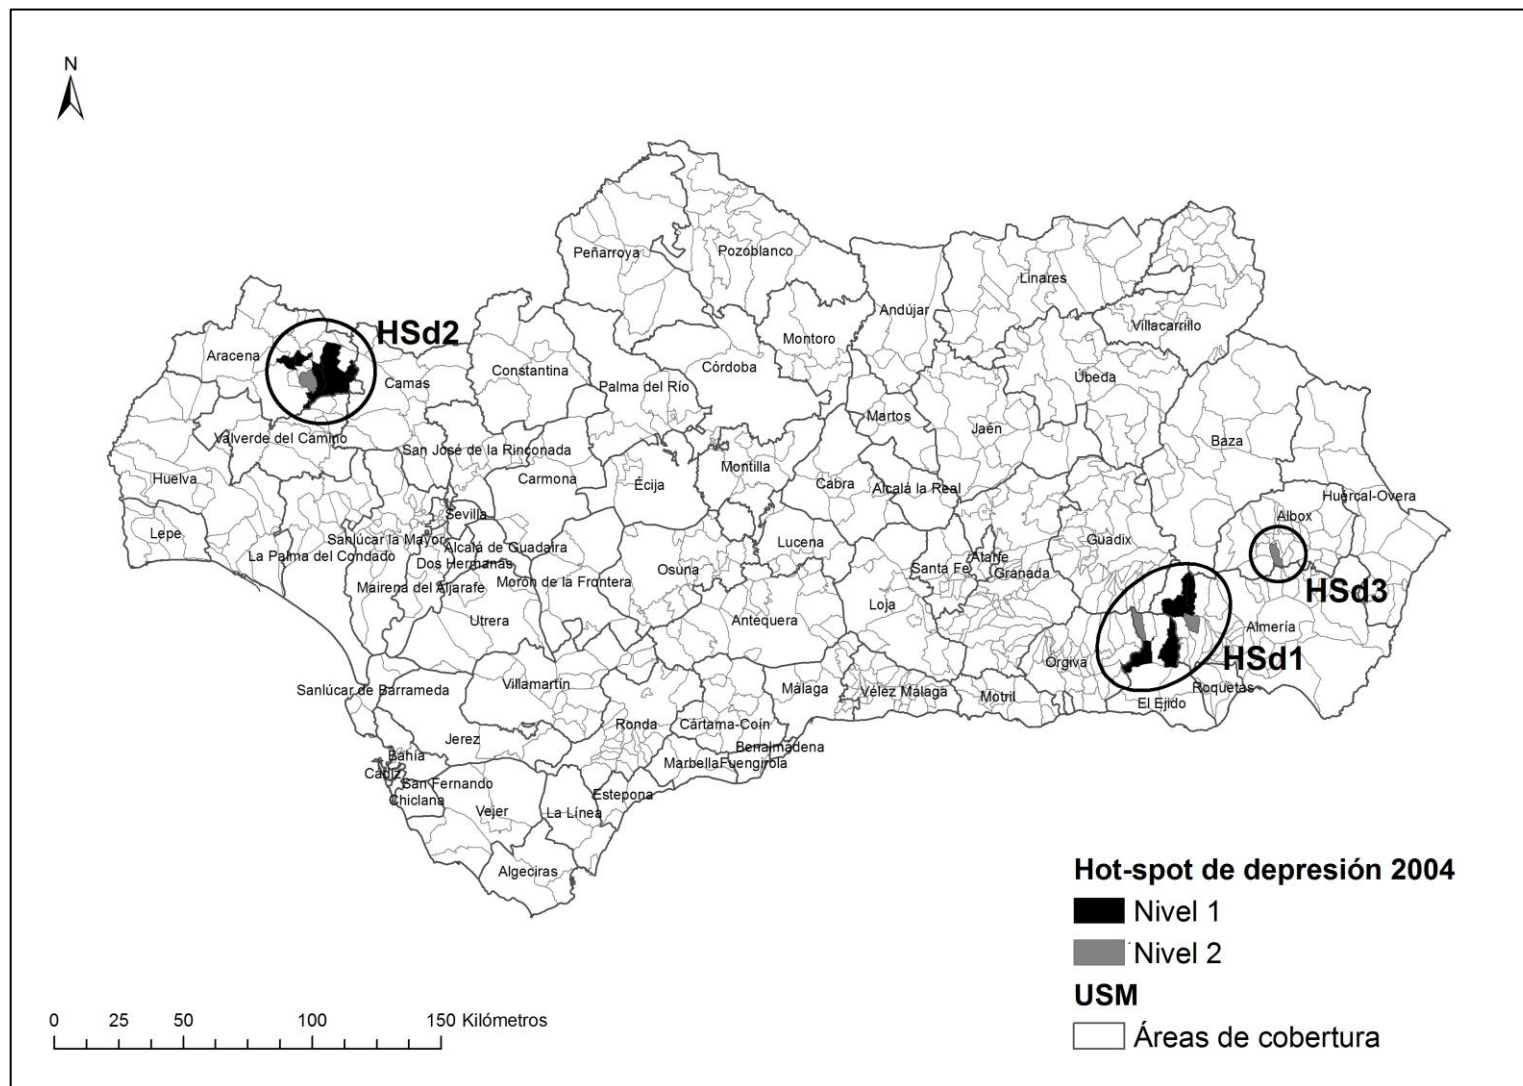 N
Peñarroya
Pozoblanco
Linares
Andújar
Villacarrillo
HSd2
Montoro
Aracena
Córdoba
Constantina
Úbeda
Camas
Palma del Río
Martos
Jaén
Valverde del Camino
Baza
San José de la Rinconada
Montilla
Huelva
Carmona
Écija
Cabra
Alcalá la Real
Huércal-Overa
Sevilla
Albox
Lepe
Sanlúcar la Mayor
Guadix
Lucena
Alcalá de Guadaira
La Palma del Condado
Atarfe
Dos Hermanas
Santa Fe
Osuna
Granada
Morón de la Frontera
Mairena del Aljarafe
HSd3
Loja
Utrera
Antequera
Almería
HSd1
Órgiva
Villamartín
Málaga
Roquetas
Sanlúcar de Barrameda
Vélez Málaga
Motril
El Ejido
Ronda
Cártama-Coín
Jerez
Benalmádena
Bahía
Marbella
Fuengirola
Cádiz
San Fernando
Estepona
Chiclana
Vejer
La Línea
Algeciras
Hot-spot de depresión 2004
Nivel 1
Nivel 2
USM
Áreas de cobertura
0 25 50 100 150 Kilómetros